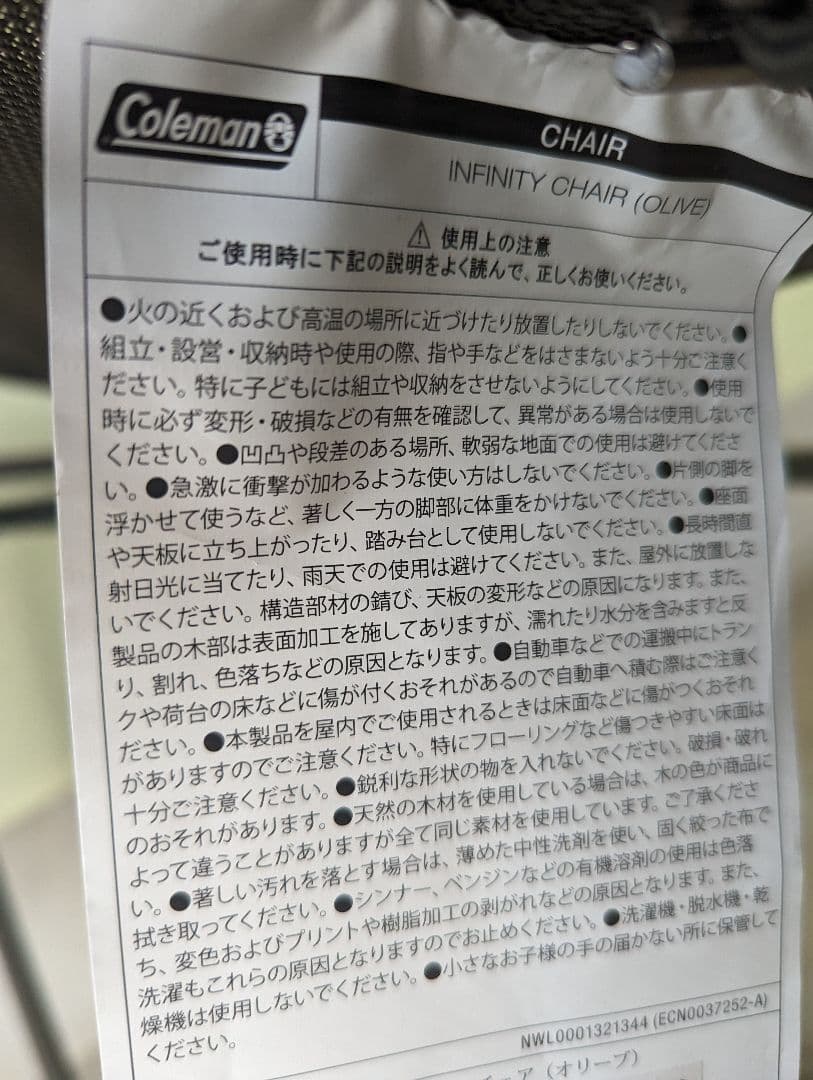 Coleman
CHAIR
INFINITY CHAIR (OLIVE)
⚠ 使用上の注意
ご使用時に下記の説明をよく読んで、正しくお使いください。
●火の近くおよび高温の場所に近づけたり放置したりしないでください。●
組立・設営・収納時や使用の際、指や手などをはさまないよう十分ご注意く
ださい。特に子どもには組立や収納をさせないようにしてください。●使用
時に必ず変形・破損などの有無を確認して、異常がある場合は使用しないで
ください。●凹凸や段差のある場所、軟弱な地面での使用は避けてくださ
い。●急激に衝撃が加わるような使い方はしないでください。●片側の脚を
浮かせて使うなど、著しく一方の脚部に体重をかけないでください。●座面
や天板に立ち上がったり、踏み台として使用しないでください。●長時間直
射日光に当てたり、雨天での使用は避けてください。また、屋外に放置しな
いでください。構造部材の錆び、天板の変形などの原因になります。また、
製品の木部は表面加工を施してありますが、濡れたり水分を含みますと反
り、割れ、色落ちなどの原因となります。●自動車などでの運搬中にトラン
クや荷台の床などに傷が付くおそれがあるので自動車へ積む際はご注意く
ださい。●本製品を屋内でご使用されるときは床面などに傷がつくおそれ
がありますのでご注意ください。特にフローリングなど傷つきやすい床面は
十分ご注意ください。●鋭利な形状の物を入れないでください。破損・破れ
のおそれがあります。●天然の木材を使用している場合は、木の色が商品に
よって違うことがありますが全て同じ素材を使用しています。ご了承くださ
い。●著しい汚れを落とす場合は、薄めた中性洗剤を使い、固く絞った布で
拭き取ってください。●シンナー、ベンジンなどの有機溶剤の使用は色落
ち、変色およびプリントや樹脂加工の剥がれなどの原因となります。また、
洗濯もこれらの原因となりますのでお止めください。●洗濯機・脱水機・乾
燥機は使用しないでください。●小さなお子様の手の届かない所に保管して
ください。
NWL0001321344 (ECN0037252-A)
チェア（オリーブ）